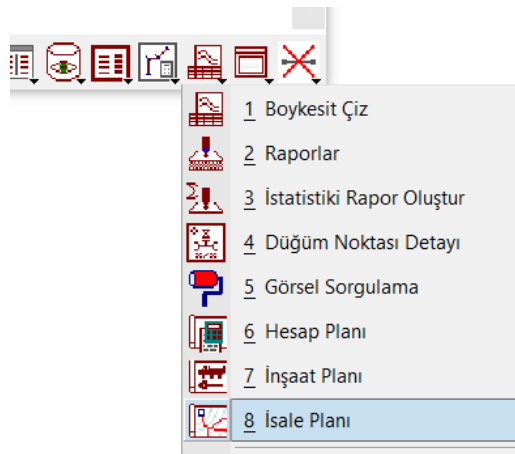 1 Boykesit Çiz
2 Raporlar
3 İstatistiki Rapor Oluştur
4 Düğüm Noktası Detayı
5 Görsel Sorgulama
6 Hesap Planı
7 İnşaat Planı
8 İsale Planı